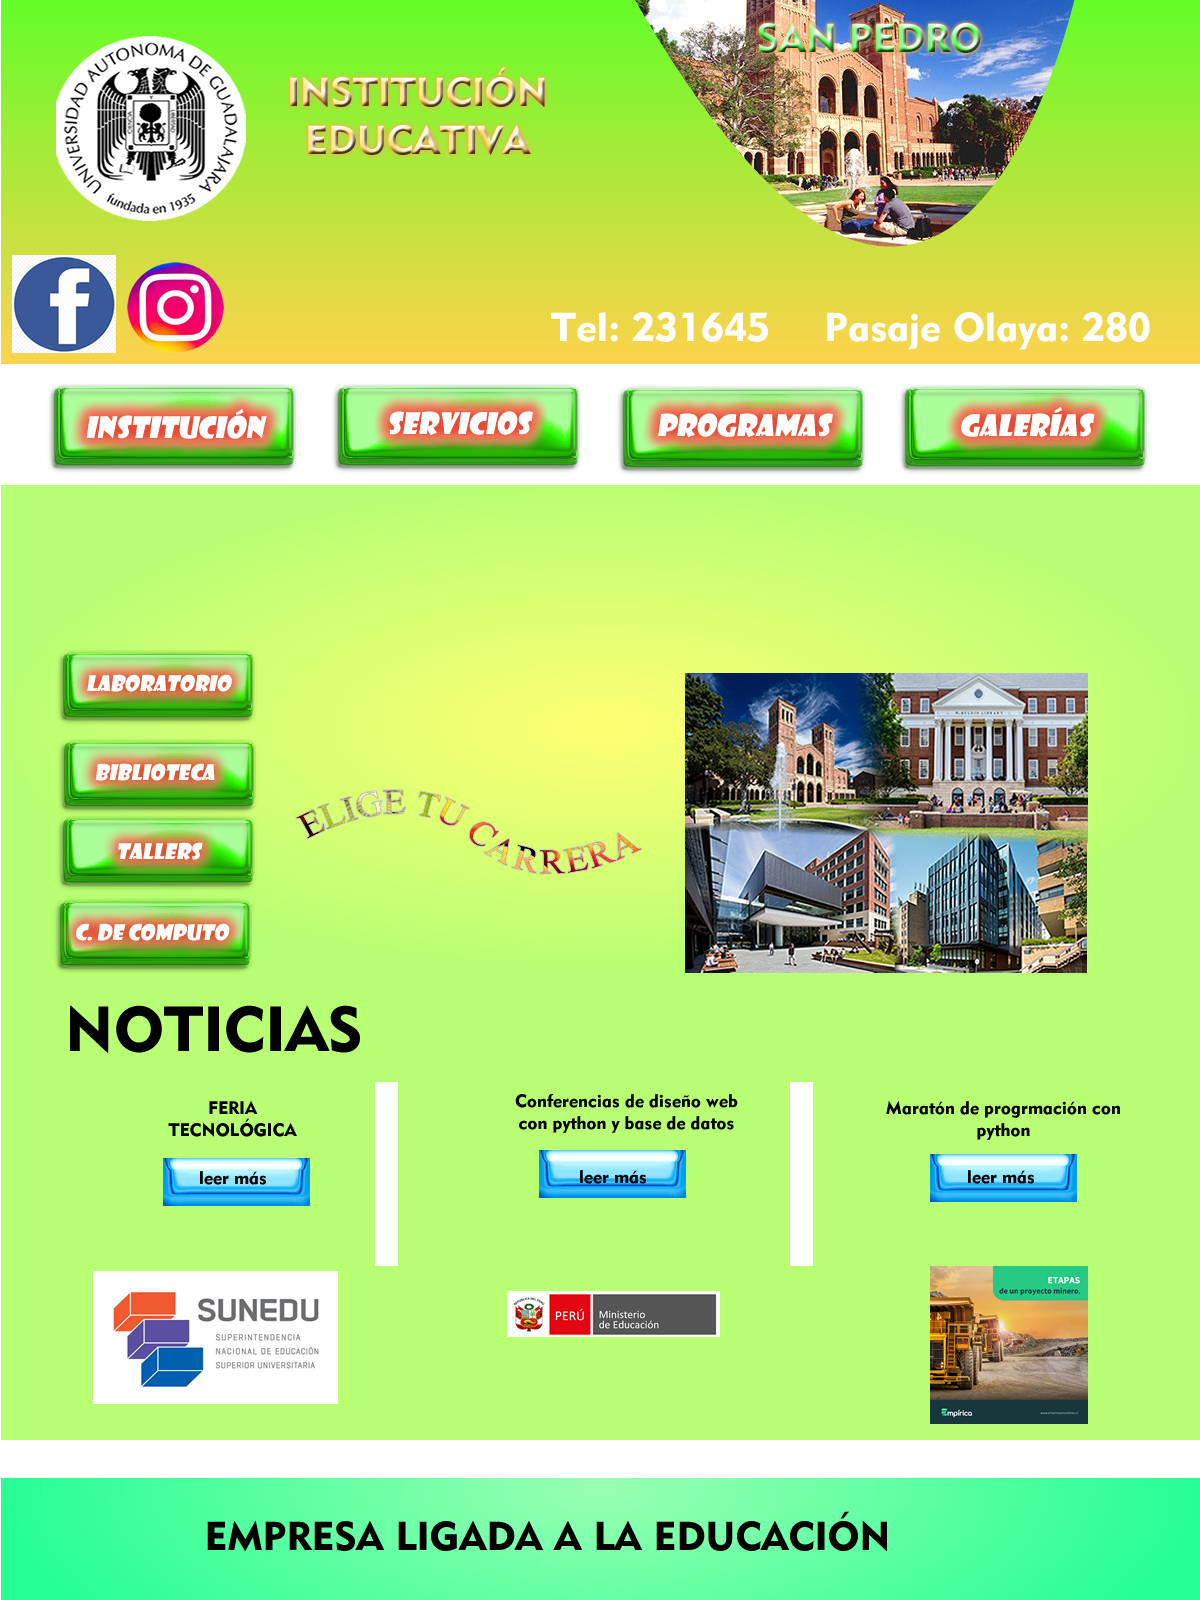 SAN PEDRO
UNIVERSIDAD AUTONOMA DE GUADALAJARA
fundada en 1935
INSTITUCIÓN
EDUCATIVA
Tel: 231645 Pasaje Olaya: 280
INSTITUCIÓN
SERVICIOS
PROGRAMAS
GALERÍAS
LABORATORIO
BIBLIOTECA
TALLERS
C. DE COMPUTO
ELIGE TU CARRERA
McKELDIN LIBRARY
NOTICIAS
FERIA
TECNOLÓGICA
leer más
Conferencias de diseño web
con python y base de datos
leer más
Maratón de progrmación con
python
leer más
SUNEDU
SUPERINTENDENCIA
NACIONAL DE EDUCACIÓN
SUPERIOR UNIVERSITARIA
PERÚ
Ministerio
de Educación
ETAPAS
de un proyecto minero.
Empírica
EMPRESA LIGADA A LA EDUCACIÓN